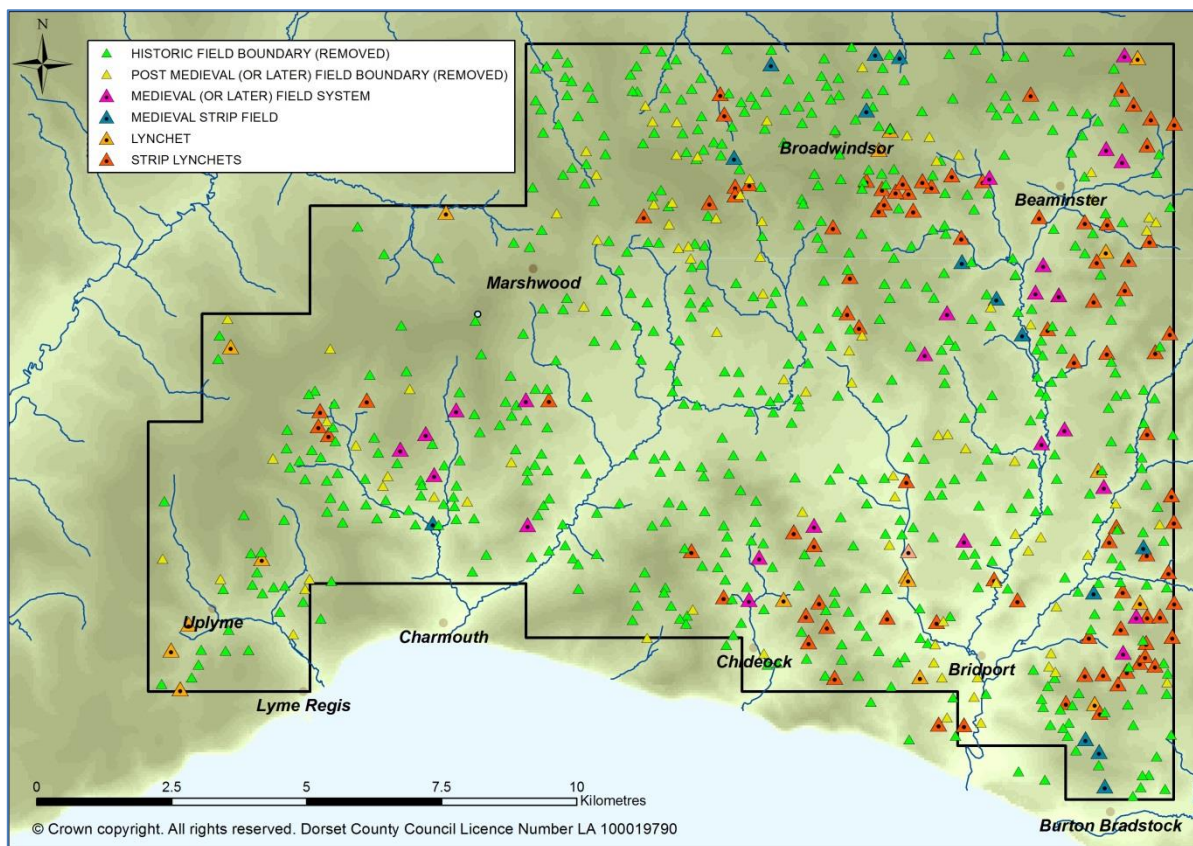 N
HISTORIC FIELD BOUNDARY (REMOVED)
POST MEDIEVAL (OR LATER) FIELD BOUNDARY (REMOVED)
MEDIEVAL (OR LATER) FIELD SYSTEM
MEDIEVAL STRIP FIELD
LYNCHET
STRIP LYNCHETS
Broadwindsor
Beaminster
Marshwood
Uplyme
Charmouth
Chideock
Bridport
Lyme Regis
0 2.5 5 7.5 10
Kilometres
© Crown copyright. All rights reserved. Dorset County Council Licence Number LA 100019790
Burton Bradstock